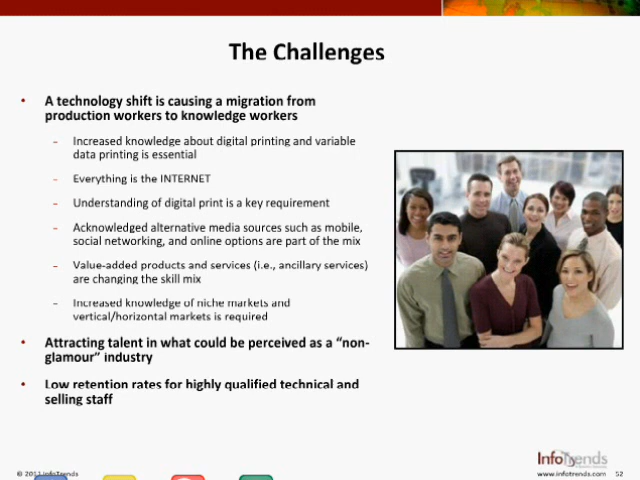 The Challenges
• A technology shift is causing a migration from
production workers to knowledge workers
– Increased knowledge about digital printing and variable
data printing is essential
– Everything is the INTERNET
– Understanding of digital print is a key requirement
– Acknowledged alternative media sources such as mobile,
social networking, and online options are part of the mix
– Value-added products and services (i.e., ancillary services)
are changing the skill mix
– Increased knowledge of niche markets and
vertical/horizontal markets is required
• Attracting talent in what could be perceived as a “non-
glamour” industry
• Low retention rates for highly qualified technical and
selling staff
InfoTrends
© 2011 InfoTrends
www.infotrends.com 52